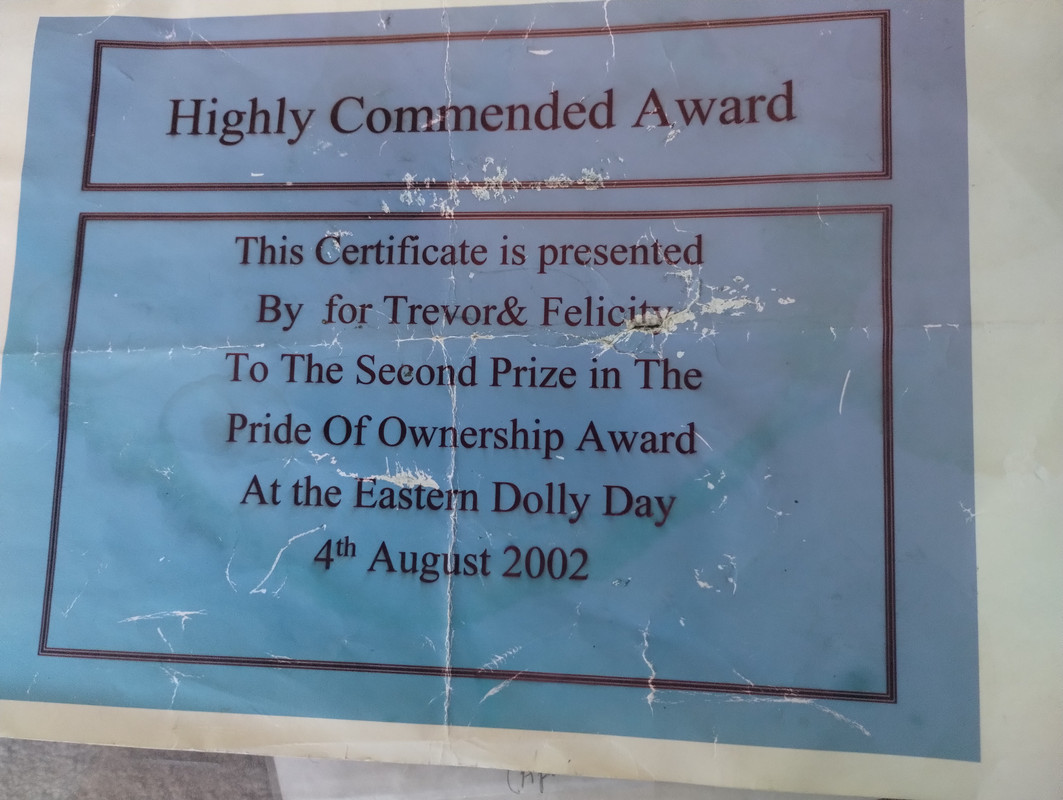 Highly Commended Award
This Certificate is presented
By for Trevor& Felicity
To The Second Prize in The
Pride Of Ownership Award
At the Eastern Dolly Day
4th August 2002